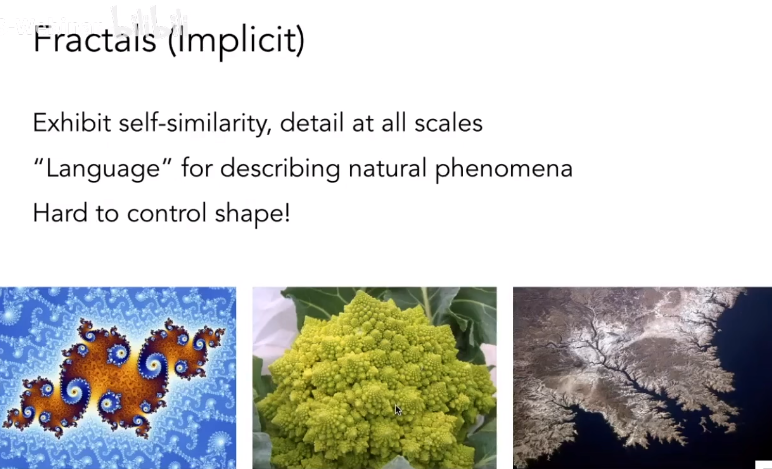 Fractals (Implicit)
Exhibit self-similarity, detail at all scales
“Language” for describing natural phenomena
Hard to control shape!